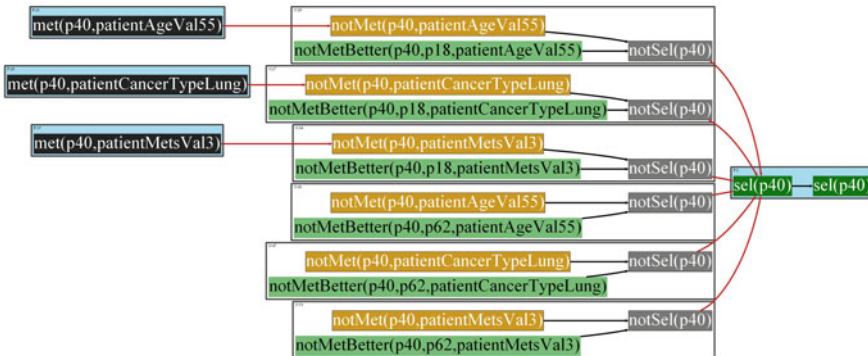 met(p40,patientAgeVal55)
notMet(p40,patientAgeVal55)
notMetBetter(p40,p18,patientAgeVal55)
notSel(p40)
met(p40,patientCancerTypeLung)
notMet(p40,patientCancerTypeLung)
notMetBetter(p40,p18,patientCancerTypeLung)
notSel(p40)
met(p40,patientMetsVal3)
notMet(p40,patientMetsVal3)
notMetBetter(p40,p18,patientMetsVal3)
notSel(p40)
sel(p40)
sel(p40)
notMet(p40,patientAgeVal55)
notSel(p40)
notMetBetter(p40,p62,patientAgeVal55)
notMet(p40,patientCancerTypeLung)
notSel(p40)
notMetBetter(p40,p62,patientCancerTypeLung)
notMet(p40,patientMetsVal3)
notSel(p40)
notMetBetter(p40,p62,patientMetsVal3)